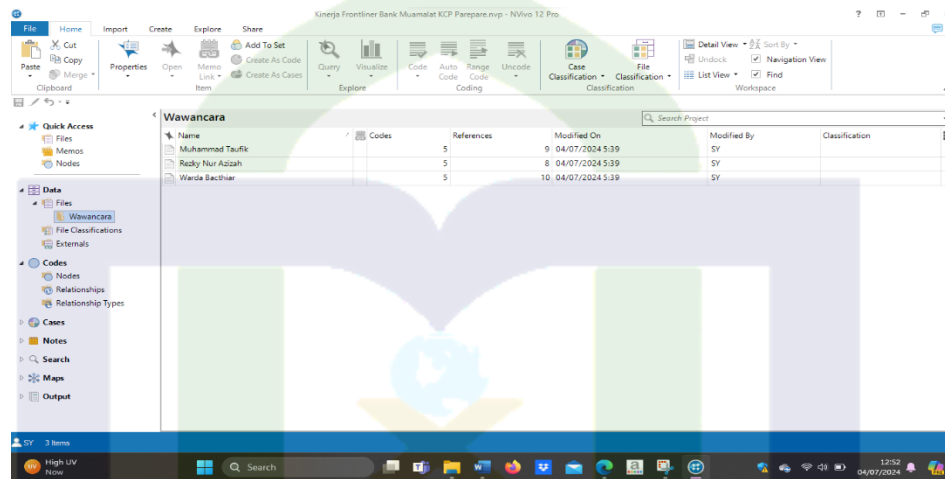 Kinerja Frontliner Bank Muamalat KCP Parepare.nvp - NVivo 12 Pro
File Home Import Create Explore Share
Paste
Cut
Copy
Merge
Clipboard
Properties
Open
Memo Link
Add To Set
Create As Code
Create As Cases
Item
Query
Visualize
Explore
Code
Auto Code
Range Code
Uncode
Coding
Case Classification
File Classification
Classification
Detail View
Sort By
Undock
Navigation View
List View
Find
Workspace
Quick Access
Files
Memos
Nodes
Data
Files
Wawancara
File Classifications
Externals
Codes
Nodes
Relationships
Relationship Types
Cases
Notes
Search
Maps
Output
Wawancara
Search Project
Name Codes References Modified On Modified By Classification
Muhammad Taufik 5 9 04/07/2024 5:39 SY
Rezky Nur Azizah 5 8 04/07/2024 5:39 SY
Warda Bacthiar 5 10 04/07/2024 5:39 SY
SY 3 Items
High UV
Now
Search
12:52
04/07/2024